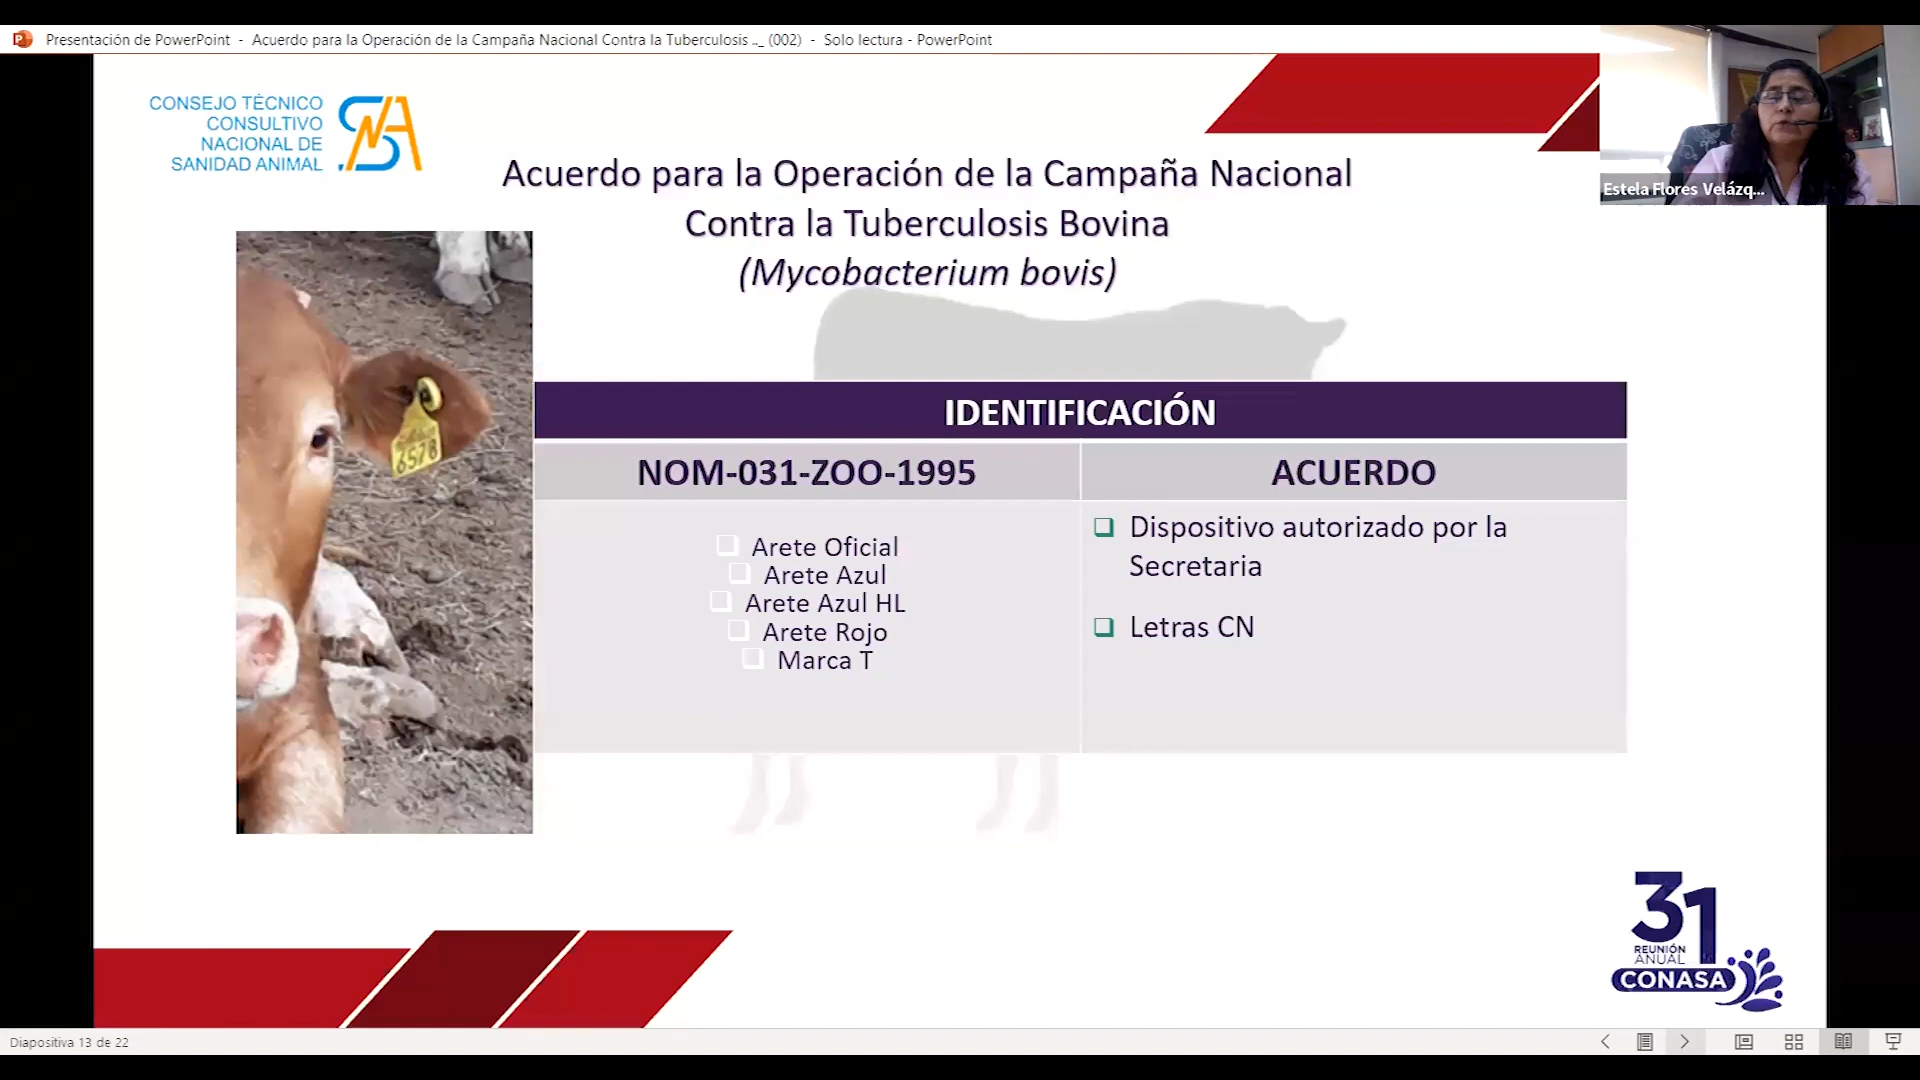 Presentación de PowerPoint - Acuerdo para la Operación de la Campaña Nacional Contra la Tuberculosis .._ (002) - Solo lectura - PowerPoint
CONSEJO TÉCNICO
CONSULTIVO
NACIONAL DE
SANIDAD ANIMAL
Estela Flores Velázq...
Acuerdo para la Operación de la Campaña Nacional
Contra la Tuberculosis Bovina
(Mycobacterium bovis)
6578
IDENTIFICACIÓN
NOM-031-ZOO-1995
ACUERDO
Arete Oficial
Arete Azul
Arete Azul HL
Arete Rojo
Marca T
Dispositivo autorizado por la
Secretaria
Letras CN
31
REUNIÓN
ANUAL
CONASA
Diapositiva 13 de 22